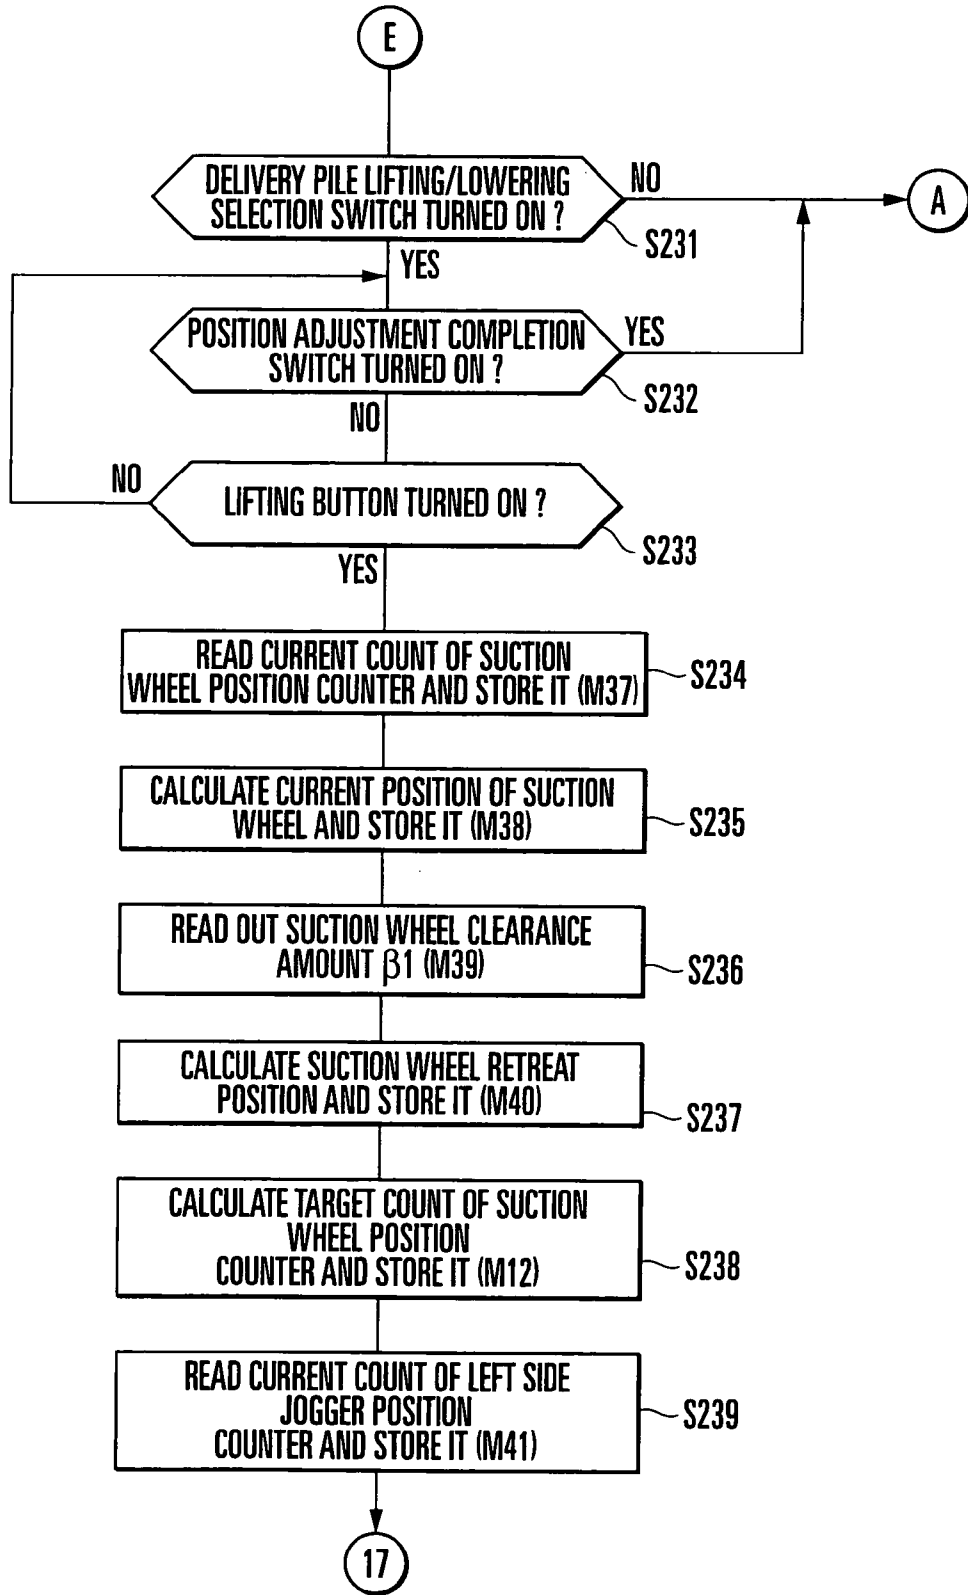 E
DELIVERY PILE LIFTING/LOWERING
SELECTION SWITCH TURNED ON ?
NO
A
S231
YES
POSITION ADJUSTMENT COMPLETION
SWITCH TURNED ON ?
YES
S232
NO
NO
LIFTING BUTTON TURNED ON ?
S233
YES
READ CURRENT COUNT OF SUCTION
WHEEL POSITION COUNTER AND STORE IT (M37)
S234
CALCULATE CURRENT POSITION OF SUCTION
WHEEL AND STORE IT (M38)
S235
READ OUT SUCTION WHEEL CLEARANCE
AMOUNT β1 (M39)
S236
CALCULATE SUCTION WHEEL RETREAT
POSITION AND STORE IT (M40)
S237
CALCULATE TARGET COUNT OF SUCTION
WHEEL POSITION
COUNTER AND STORE IT (M12)
S238
READ CURRENT COUNT OF LEFT SIDE
JOGGER POSITION
COUNTER AND STORE IT (M41)
S239
17